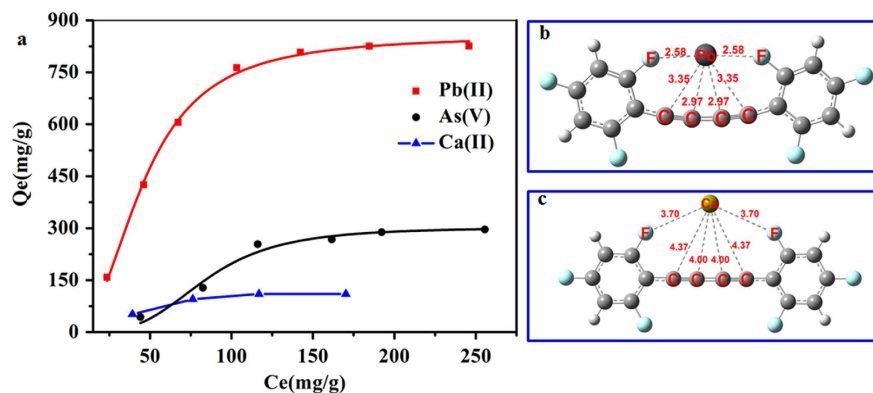 a
900
750
600
450
300
150
0
Qe(mg/g)
50
100
150
200
250
Ce(mg/g)
Pb(II)
As(V)
Ca(II)
b
F 2.58 Pb 2.58 F
3.35 3.35
2.97 2.97
C C C C
c
Ca
3.70 3.70
F F
4.37 4.37
4.00 4.00
C C C C